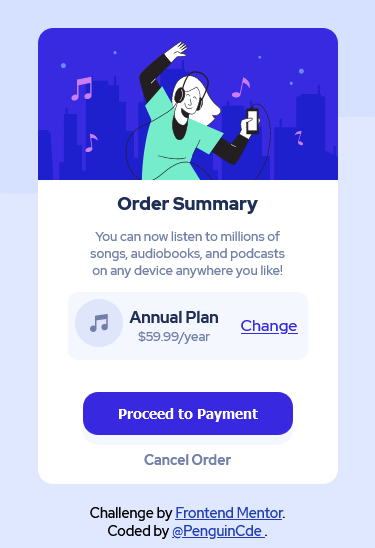 Order Summary
You can now listen to millions of
songs, audiobooks, and podcasts
on any device anywhere you like!
Annual Plan
$59.99/year
Change
Proceed to Payment
Cancel Order
Challenge by Frontend Mentor.
Coded by @PenguinCde .